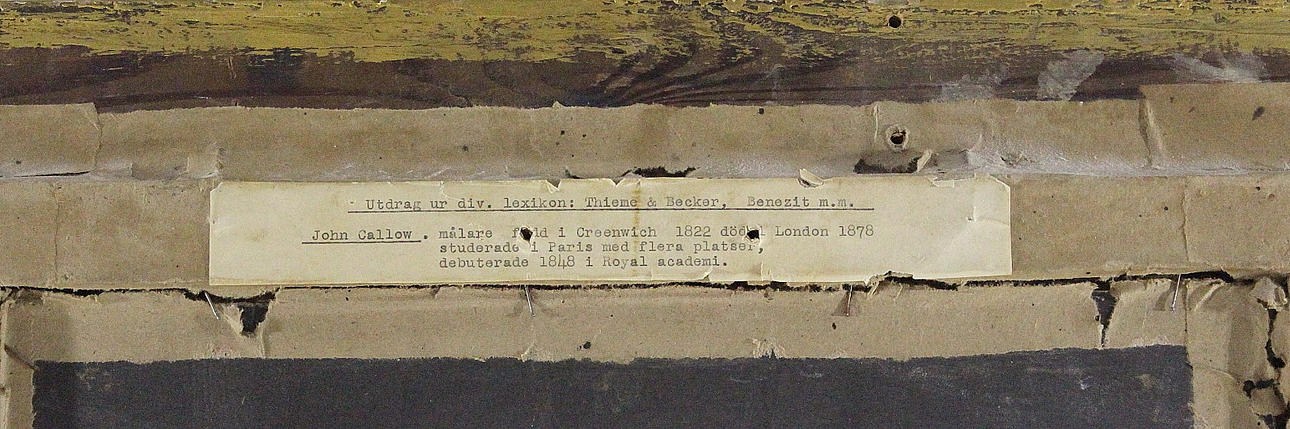 Utdrag ur div. lexikon: Thieme & Becker, Benezit m.m.
John Callow. målare född i Creenwich 1822 död i London 1878
studerade i Paris med flera platser,
debuterade 1848 i Royal academi.